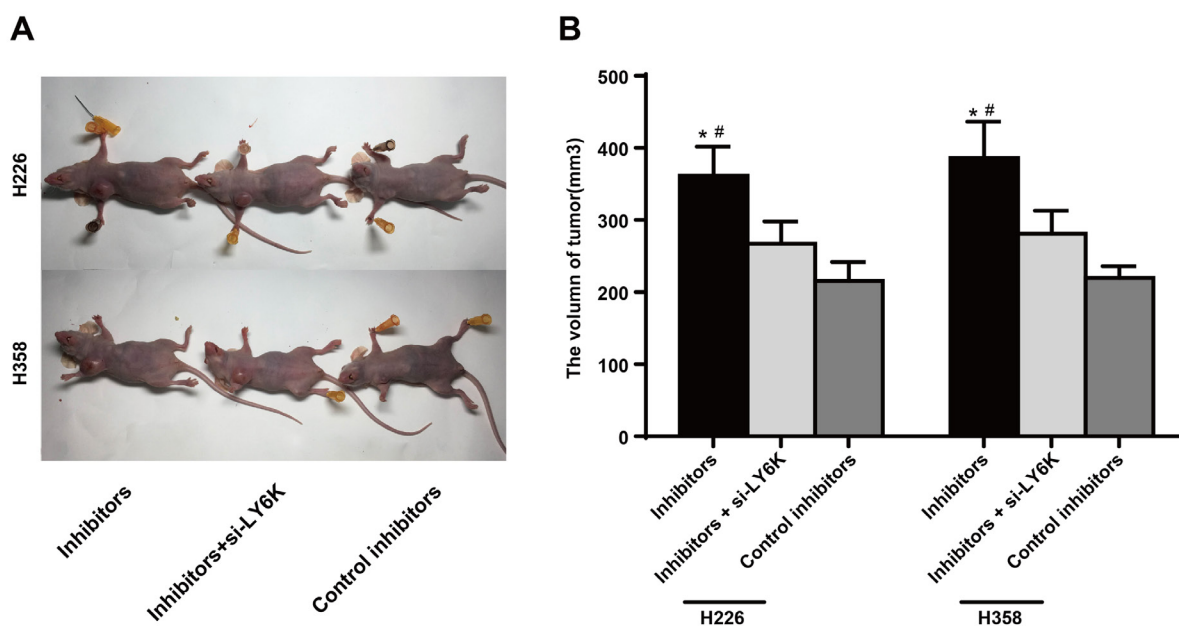 A
H226
H358
Inhibitors
Inhibitors+si-LY6K
Control inhibitors
B
The volumn of tumor(mm3)
500
400
300
200
100
0
* #
* #
Inhibitors
Inhibitors + si-LY6K
Control inhibitors
Inhibitors
Inhibitors + si-LY6K
Control inhibitors
H226
H358